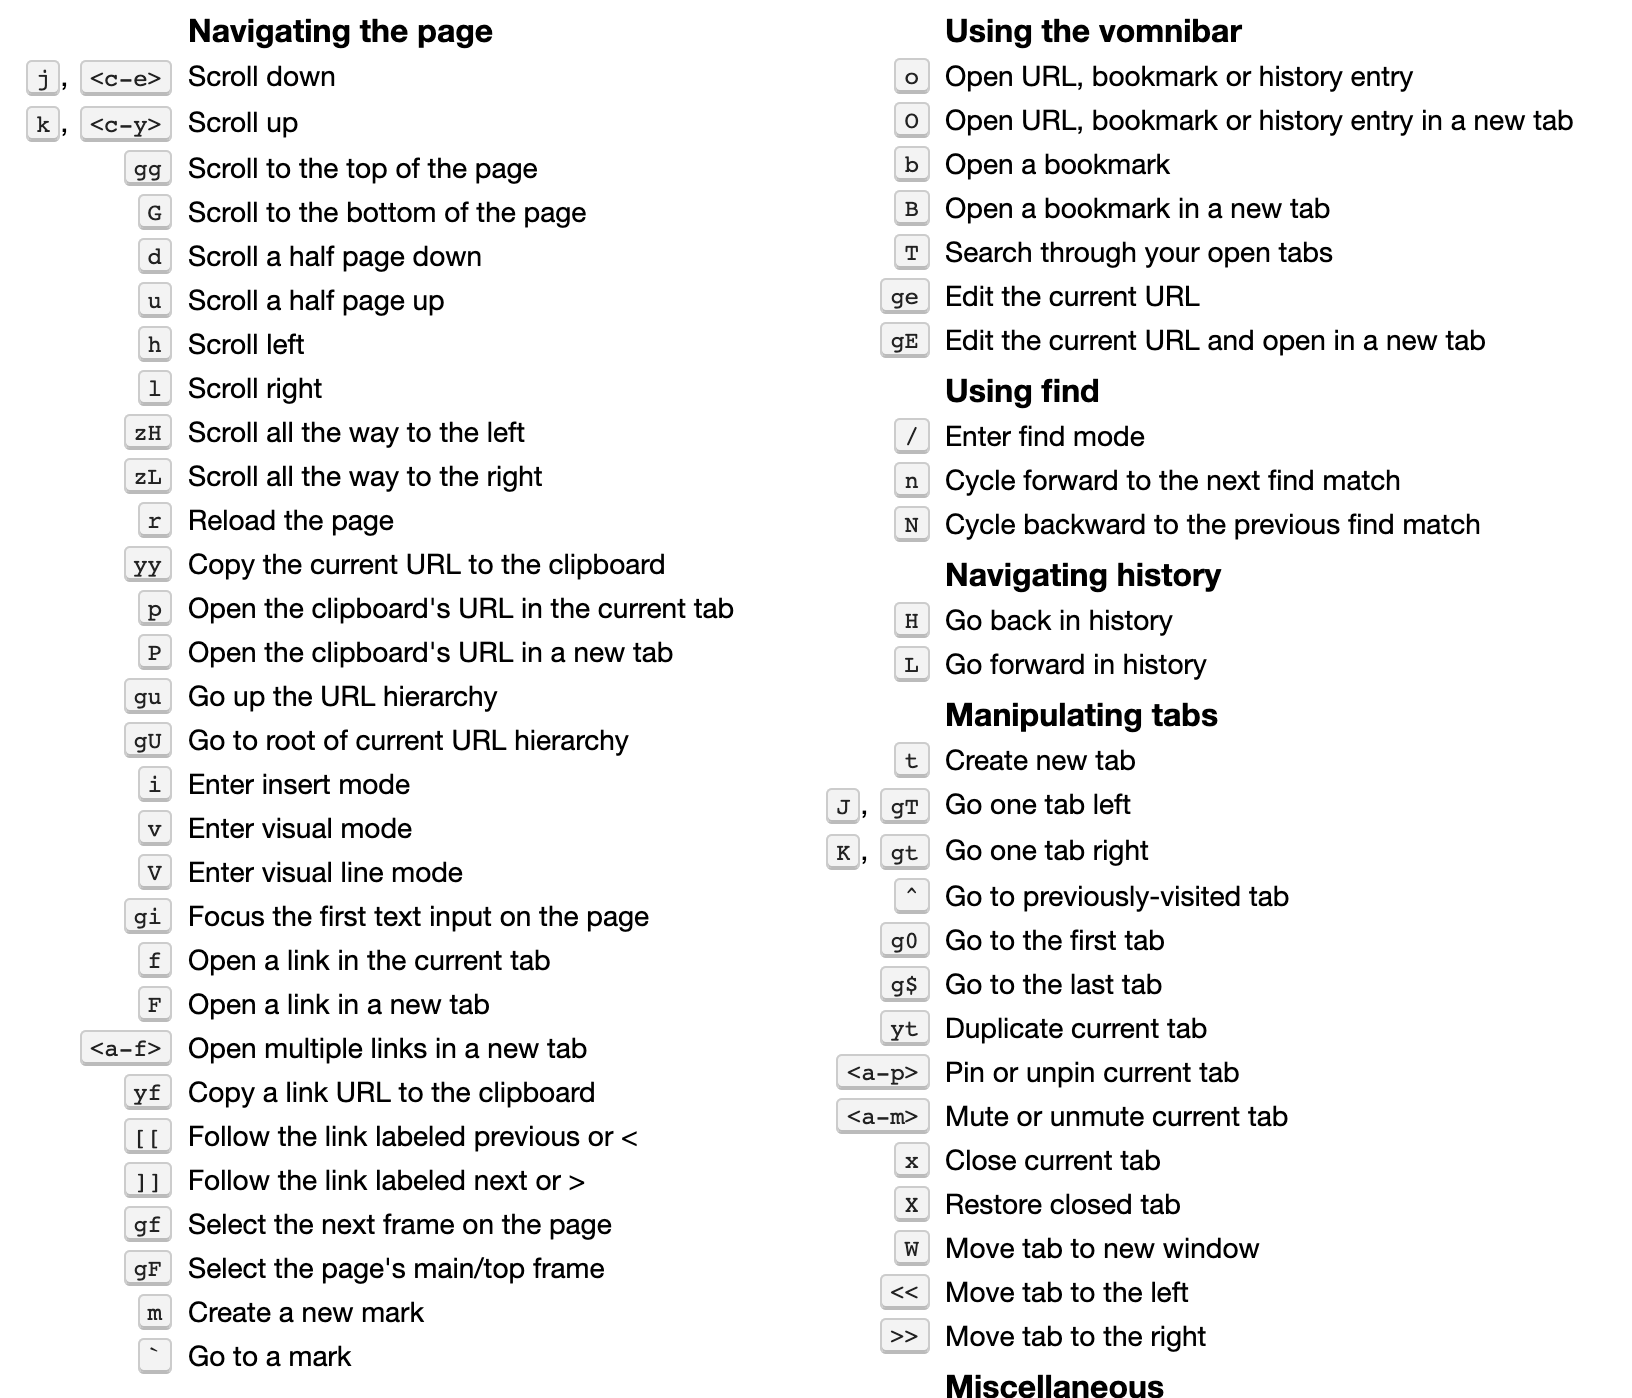 Navigating the page
j, <c-e> Scroll down
k, <c-y> Scroll up
gg Scroll to the top of the page
G Scroll to the bottom of the page
d Scroll a half page down
u Scroll a half page up
h Scroll left
l Scroll right
zH Scroll all the way to the left
zL Scroll all the way to the right
r Reload the page
yy Copy the current URL to the clipboard
p Open the clipboard's URL in the current tab
P Open the clipboard's URL in a new tab
gu Go up the URL hierarchy
gU Go to root of current URL hierarchy
i Enter insert mode
v Enter visual mode
V Enter visual line mode
gi Focus the first text input on the page
f Open a link in the current tab
F Open a link in a new tab
<a-f> Open multiple links in a new tab
yf Copy a link URL to the clipboard
[[ Follow the link labeled previous or <
]] Follow the link labeled next or >
gf Select the next frame on the page
gF Select the page's main/top frame
m Create a new mark
` Go to a mark
Using the vomnibar
o Open URL, bookmark or history entry
O Open URL, bookmark or history entry in a new tab
b Open a bookmark
B Open a bookmark in a new tab
T Search through your open tabs
ge Edit the current URL
gE Edit the current URL and open in a new tab
Using find
/ Enter find mode
n Cycle forward to the next find match
N Cycle backward to the previous find match
Navigating history
H Go back in history
L Go forward in history
Manipulating tabs
t Create new tab
J, gT Go one tab left
K, gt Go one tab right
^ Go to previously-visited tab
g0 Go to the first tab
g$ Go to the last tab
yt Duplicate current tab
<a-p> Pin or unpin current tab
<a-m> Mute or unmute current tab
x Close current tab
X Restore closed tab
W Move tab to new window
<< Move tab to the left
>> Move tab to the right
Miscellaneous